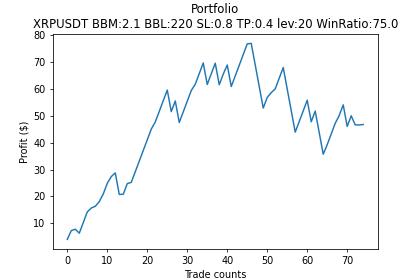 Portfolio
XRPUSDT BBM:2.1 BBL:220 SL:0.8 TP:0.4 lev:20 WinRatio:75.0
80
70
60
50
40
30
20
10
Profit ($)
0 10 20 30 40 50 60 70
Trade counts